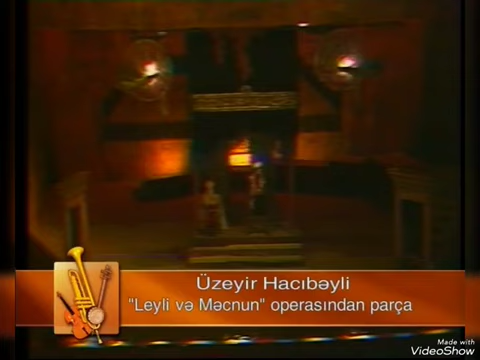 Üzeyir Hacıbəyli
"Leyli və Məcnun" operasından parça
Made with
VideoShow